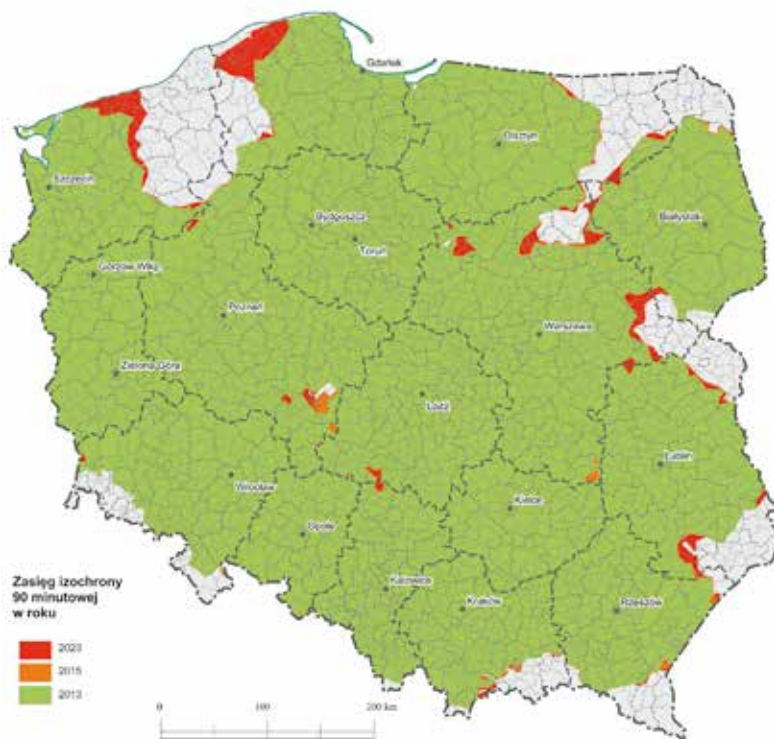 Gdańsk
Olsztyn
Szczecin
Bydgoszcz
Białystok
Toruń
Gorzów Wlkp.
Poznań
Warszawa
Zielona Góra
Łódź
Lublin
Wrocław
Kielce
Opole
Katowice
Kraków
Rzeszów
Zasięg izochrony
90 minutowej
w roku
2023
2015
2013
0 100 200 km